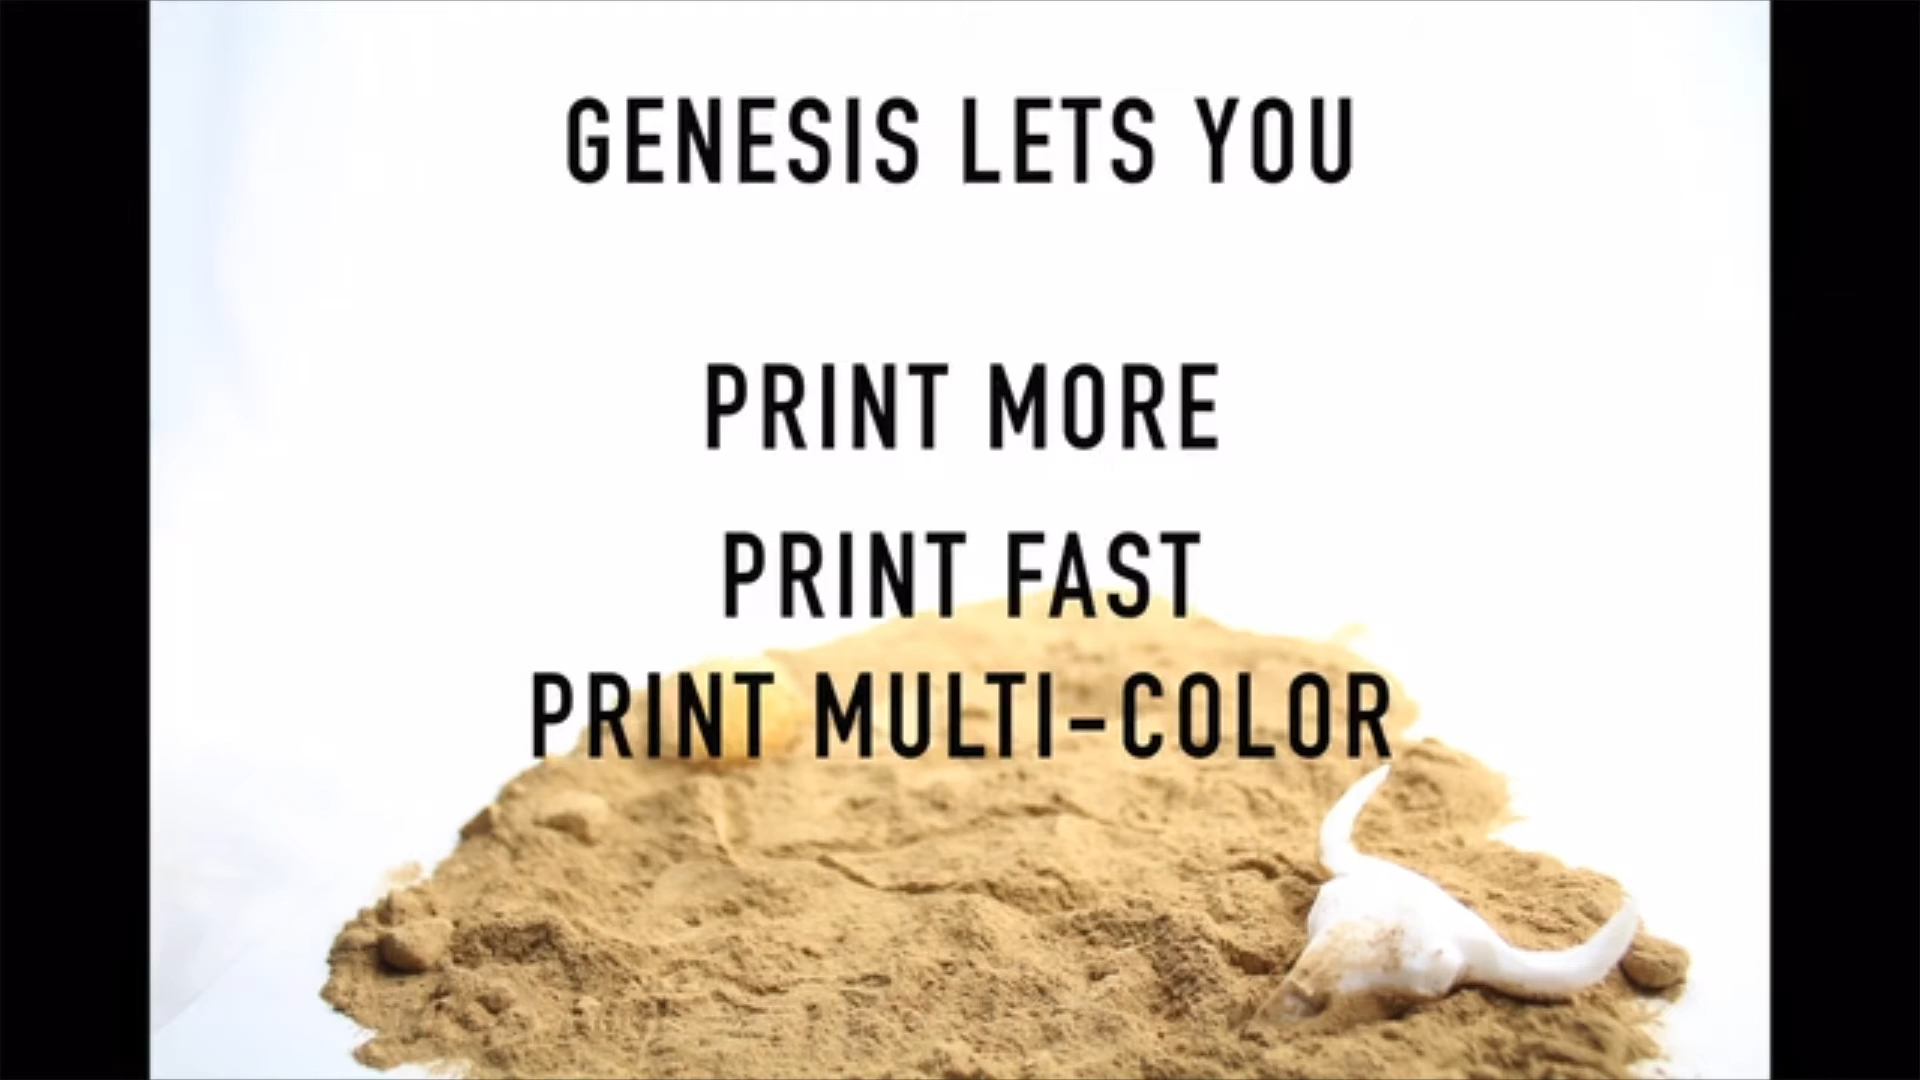 GENESIS LETS YOU
PRINT MORE
PRINT FAST
PRINT MULTI-COLOR